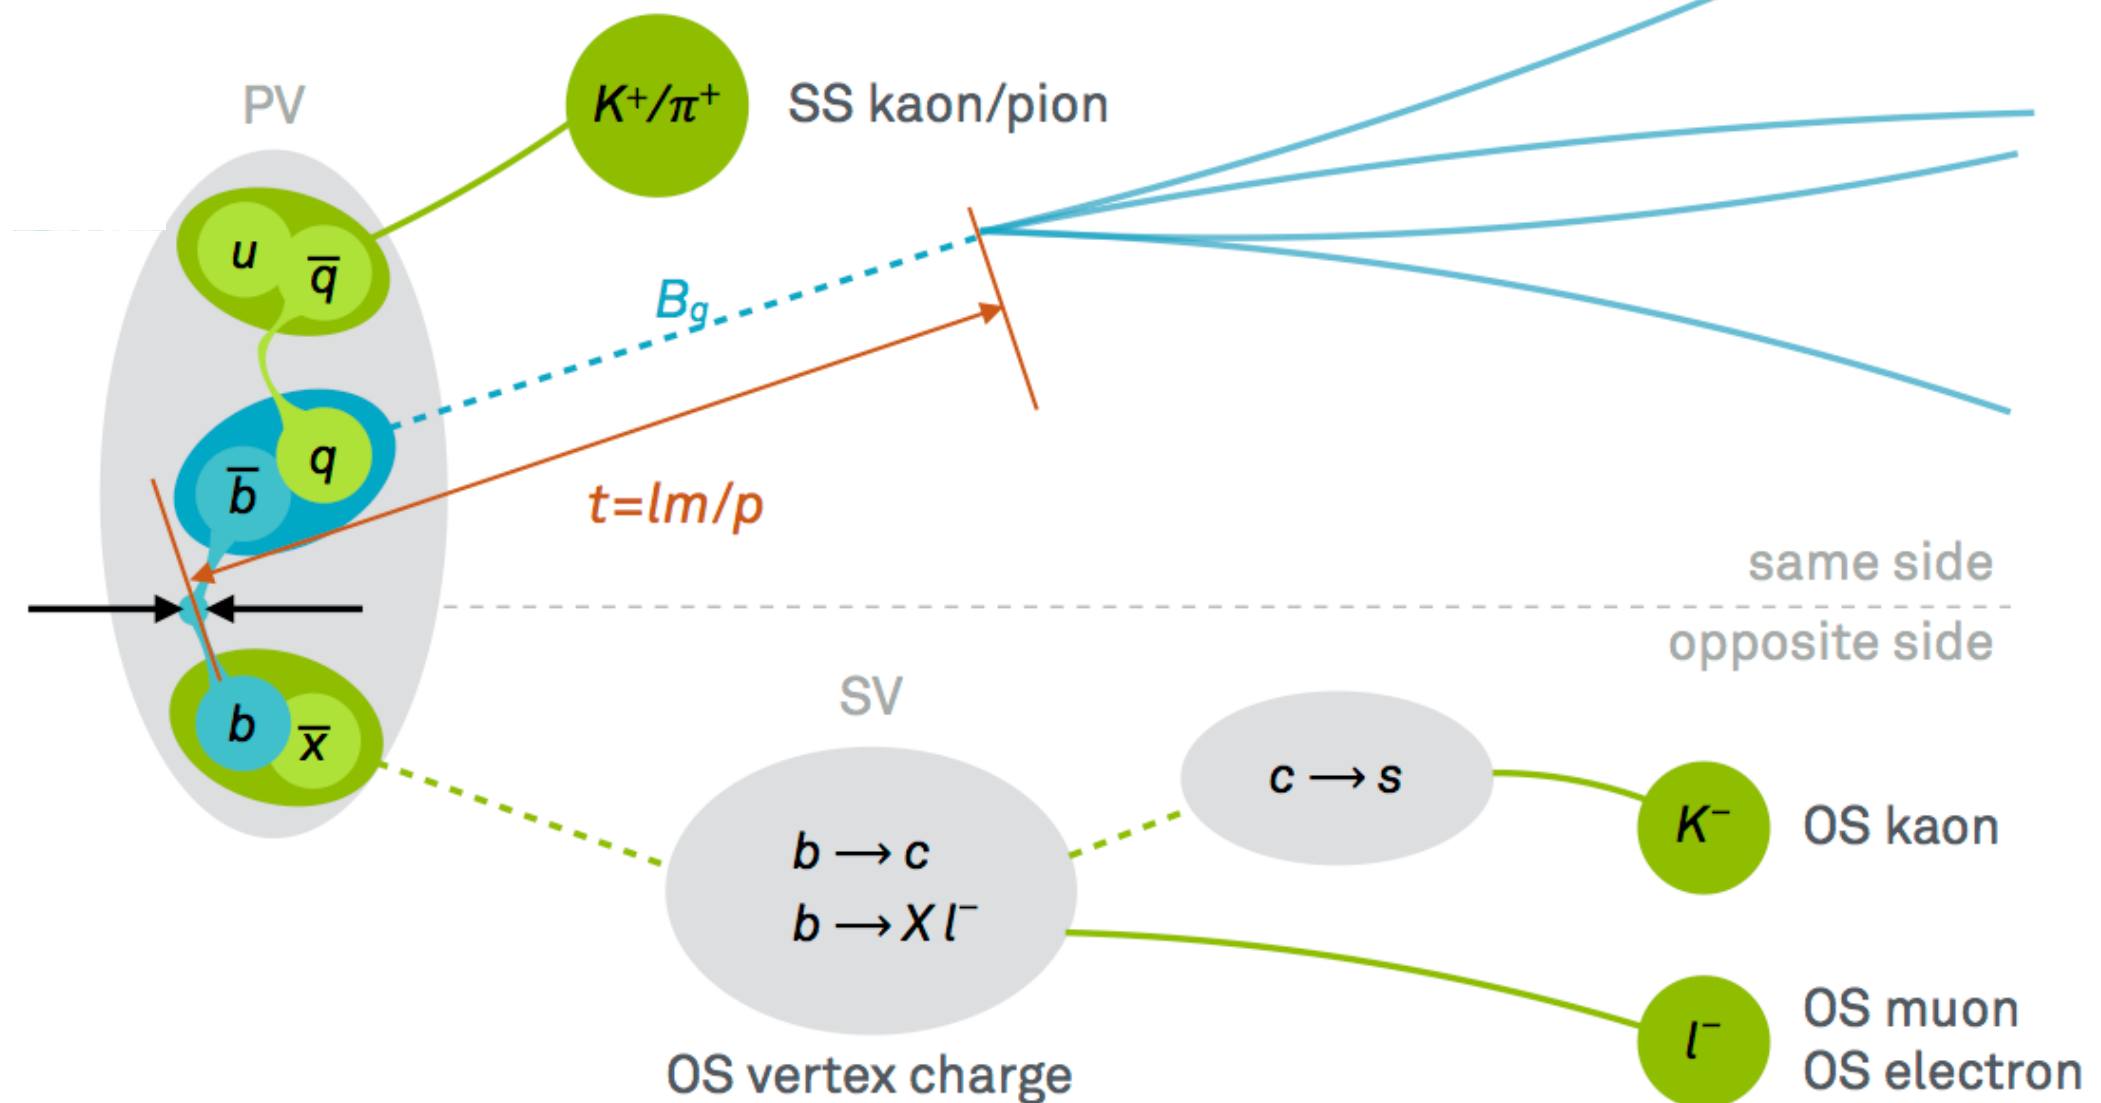 PV
K⁺/π⁺
SS kaon/pion
u
q̅
B_q
q
b̅
t=lm/p
same side
opposite side
b
x̅
SV
c → s
K⁻
OS kaon
b → c
b → X l⁻
l⁻
OS muon
OS electron
OS vertex charge